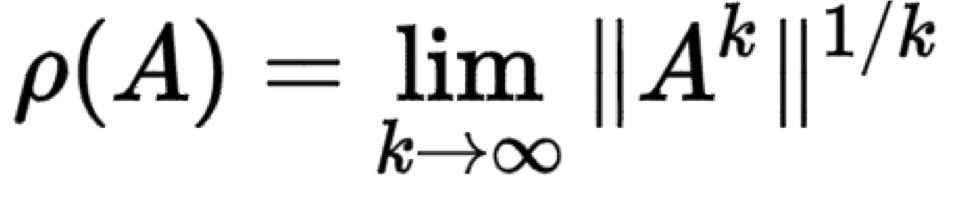 ρ(A) = lim_{k→∞} ‖A^k‖^{1/k}